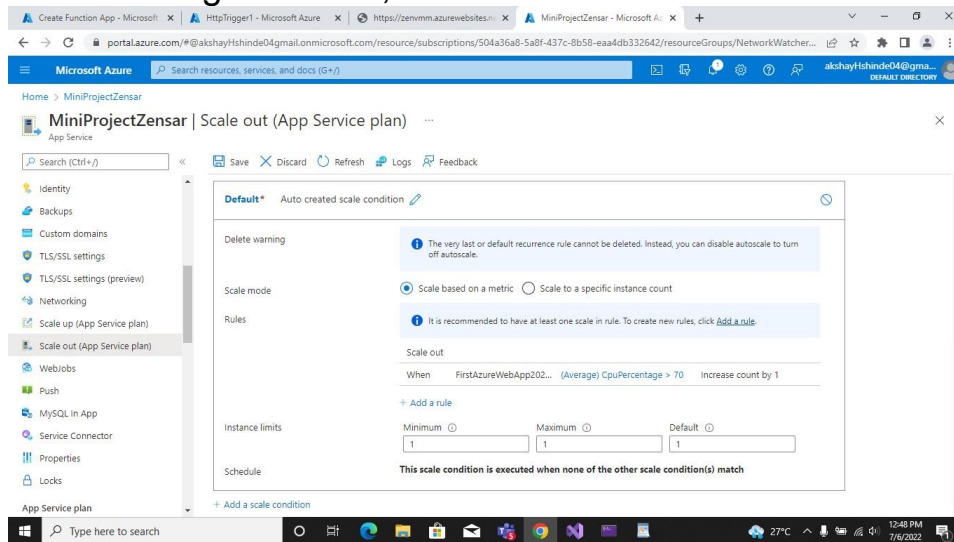 Create Function App - Microsoft
HttpTrigger1 - Microsoft Azure
https://zenvmm.azurewebsites.n
MiniProjectZensar - Microsoft A
portal.azure.com/#@akshayHshinde04gmail.onmicrosoft.com/resource/subscriptions/504a36a8-5a8f-437c-8b58-eaa4db332642/resourceGroups/NetworkWatcher...
Microsoft Azure
Search resources, services, and docs (G+/)
akshayHshinde04@gma...
DEFAULT DIRECTORY
Home > MiniProjectZensar
MiniProjectZensar | Scale out (App Service plan) ...
App Service
Search (Ctrl+/)
Save Discard Refresh Logs Feedback
Identity
Backups
Custom domains
TLS/SSL settings
TLS/SSL settings (preview)
Networking
Scale up (App Service plan)
Scale out (App Service plan)
WebJobs
Push
MySQL In App
Service Connector
Properties
Locks
App Service plan
Default* Auto created scale condition
Delete warning
The very last or default recurrence rule cannot be deleted. Instead, you can disable autoscale to turn
off autoscale.
Scale mode
Scale based on a metric Scale to a specific instance count
Rules
It is recommended to have at least one scale in rule. To create new rules, click Add a rule.
Scale out
When FirstAzureWebApp202... (Average) CpuPercentage > 70 Increase count by 1
+ Add a rule
Instance limits
Minimum Maximum Default
1 1 1
Schedule
This scale condition is executed when none of the other scale condition(s) match
+ Add a scale condition
Type here to search
27°C
12:48 PM
7/6/2022